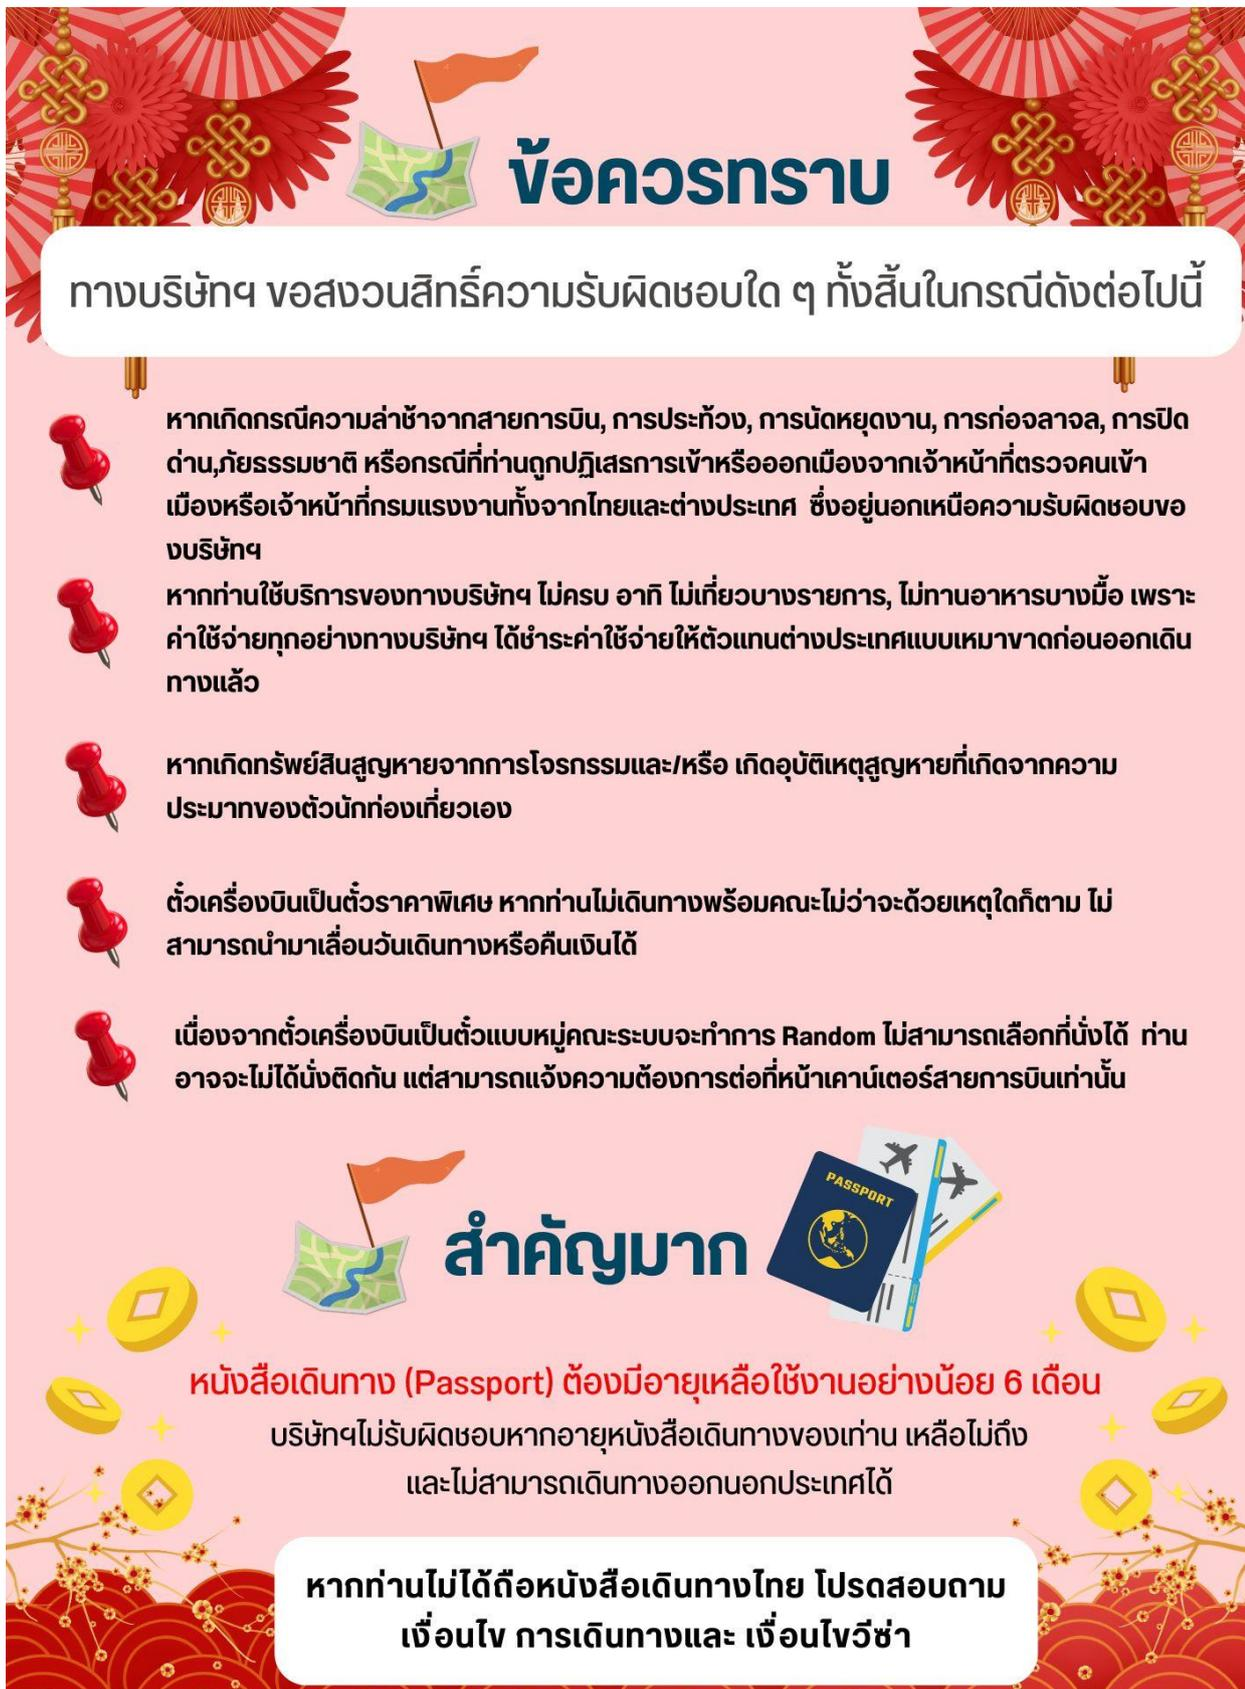 ข้อควรทราบ
ทางบริษัทฯ ขอสงวนสิทธิ์ความรับผิดชอบใด ๆ ทั้งสิ้นในกรณีดังต่อไปนี้
หากเกิดกรณีความล่าช้าจากสายการบิน, การประท้วง, การนัดหยุดงาน, การก่อจลาจล, การปิด
ด่าน,ภัยธรรมชาติ หรือกรณีที่ท่านถูกปฏิเสธการเข้าหรือออกเมืองจากเจ้าหน้าที่ตรวจคนเข้า
เมืองหรือเจ้าหน้าที่กรมแรงงานทั้งจากไทยและต่างประเทศ ซึ่งอยู่นอกเหนือความรับผิดชอบขอ
งบริษัทฯ
หากท่านใช้บริการของทางบริษัทฯ ไม่ครบ อาทิ ไม่เที่ยวบางรายการ, ไม่ทานอาหารบางมื้อ เพราะ
ค่าใช้จ่ายทุกอย่างทางบริษัทฯ ได้ชำระค่าใช้จ่ายให้ตัวแทนต่างประเทศแบบเหมาขาดก่อนออกเดิน
ทางแล้ว
หากเกิดทรัพย์สินสูญหายจากการโจรกรรมและ/หรือ เกิดอุบัติเหตุสูญหายที่เกิดจากความ
ประมาทของตัวนักท่องเที่ยวเอง
ตั๋วเครื่องบินเป็นตั๋วราคาพิเศษ หากท่านไม่เดินทางพร้อมคณะไม่ว่าจะด้วยเหตุใดก็ตาม ไม่
สามารถนำมาเลื่อนวันเดินทางหรือคืนเงินได้
เนื่องจากตั๋วเครื่องบินเป็นตั๋วแบบหมู่คณะระบบจะทำการ Random ไม่สามารถเลือกที่นั่งได้ ท่าน
อาจจะไม่ได้นั่งติดกัน แต่สามารถแจ้งความต้องการต่อที่หน้าเคาน์เตอร์สายการบินเท่านั้น
สำคัญมาก
PASSPORT
หนังสือเดินทาง (Passport) ต้องมีอายุเหลือใช้งานอย่างน้อย 6 เดือน
บริษัทฯไม่รับผิดชอบหากอายุหนังสือเดินทางของเท่าน เหลือไม่ถึง
และไม่สามารถเดินทางออกนอกประเทศได้
หากท่านไม่ได้ถือหนังสือเดินทางไทย โปรดสอบถาม
เงื่อนไข การเดินทางและ เงื่อนไขวีซ่า